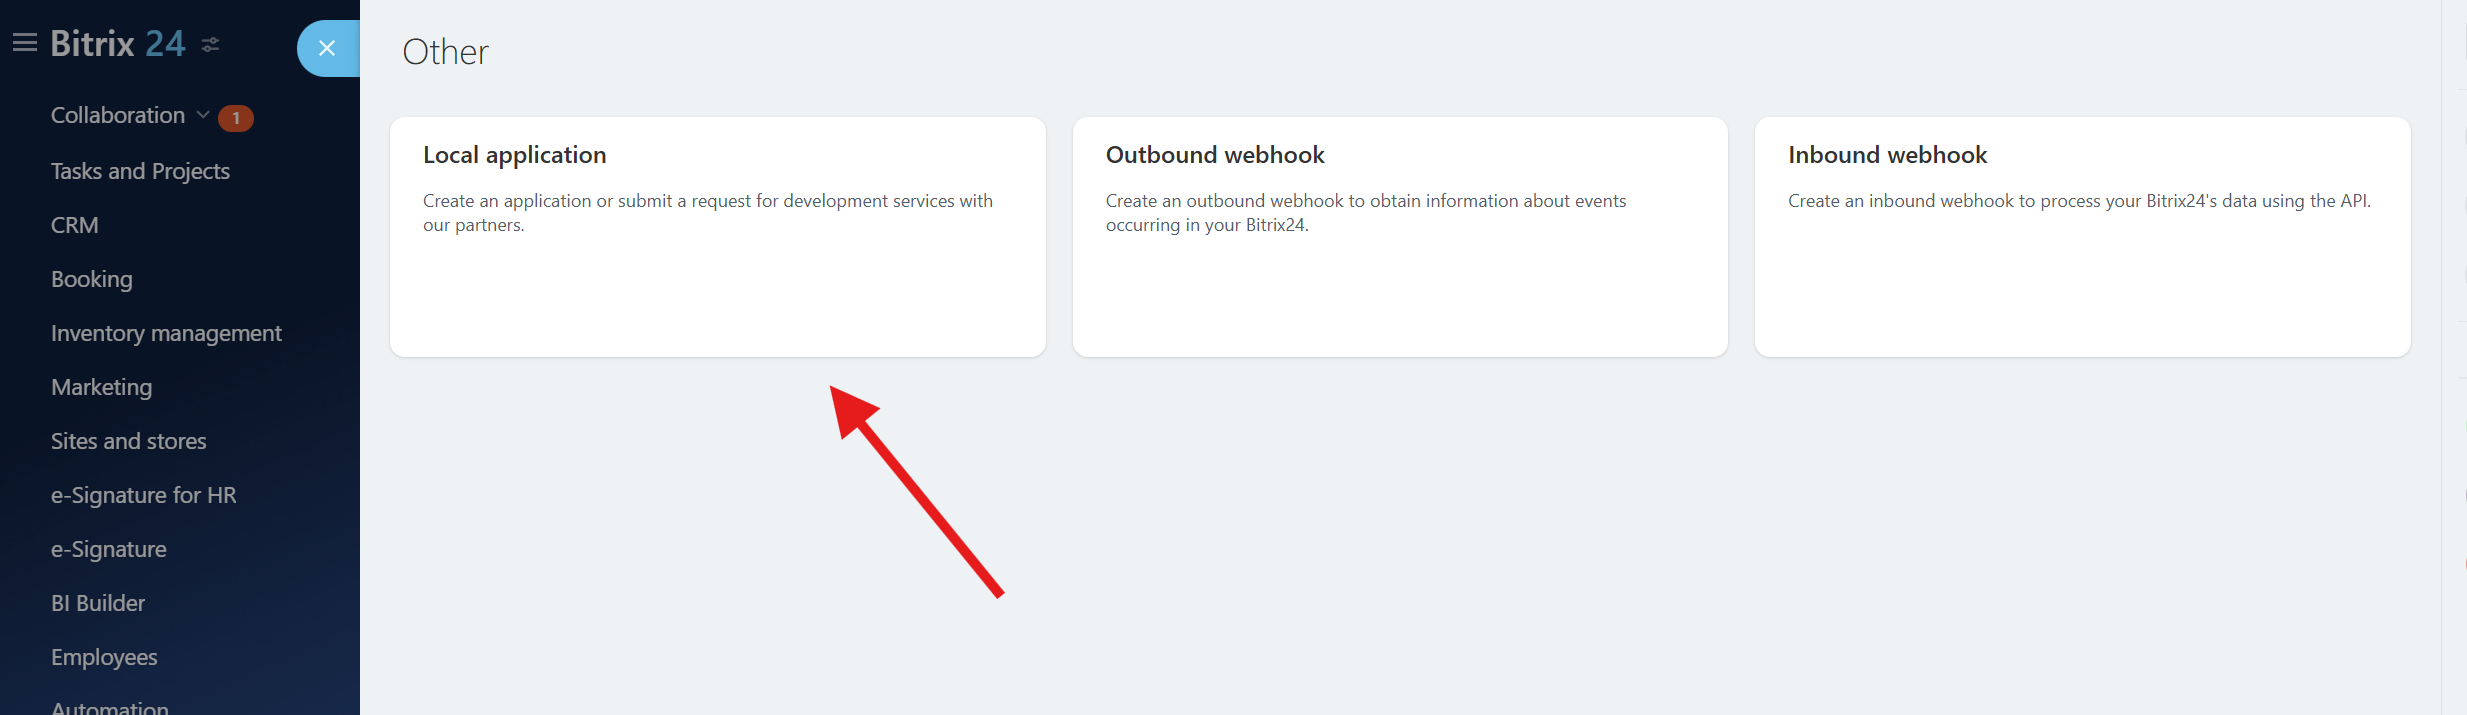 Bitrix 24
Collaboration 1
Tasks and Projects
CRM
Booking
Inventory management
Marketing
Sites and stores
e-Signature for HR
e-Signature
BI Builder
Employees
Automation
Other
Local application
Create an application or submit a request for development services with
our partners.
Outbound webhook
Create an outbound webhook to obtain information about events
occurring in your Bitrix24.
Inbound webhook
Create an inbound webhook to process your Bitrix24's data using the API.